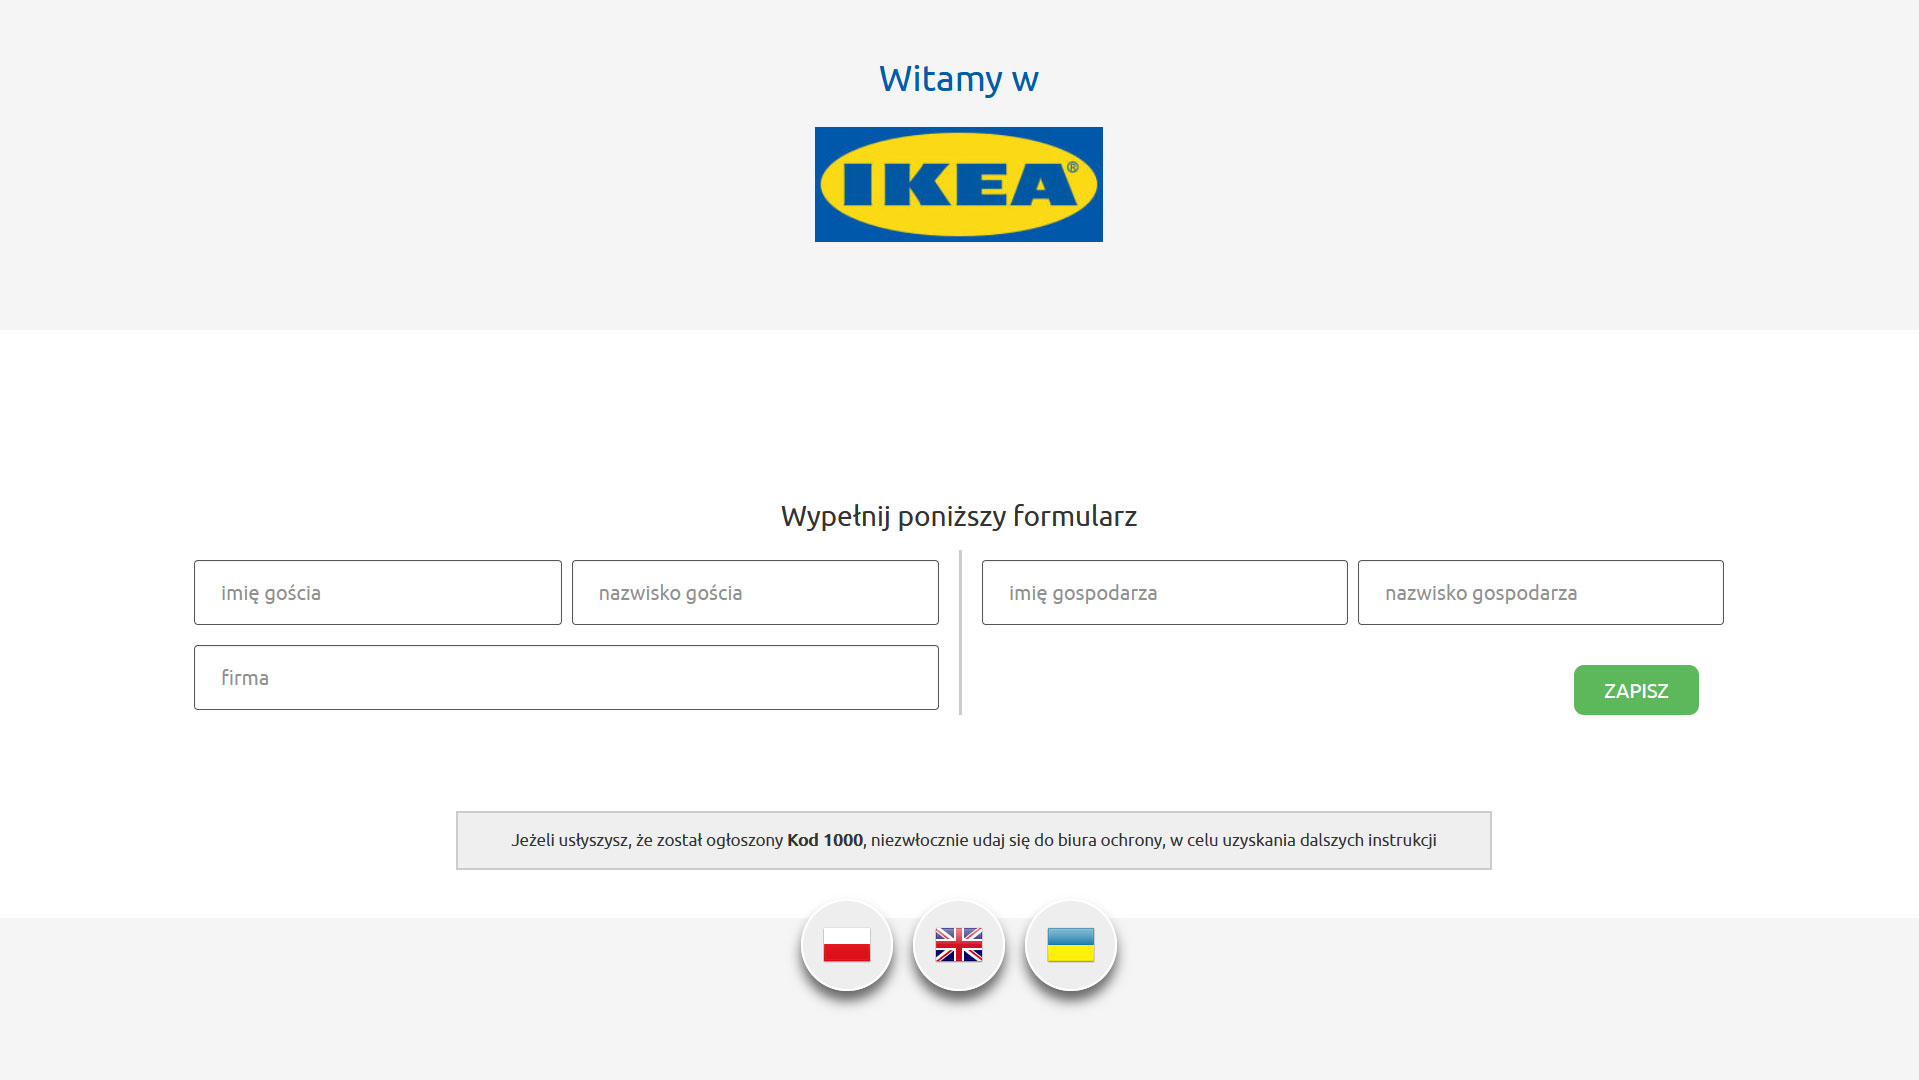 Witamy w
IKEA®
Wypełnij poniższy formularz
imię gościa
nazwisko gościa
imię gospodarza
nazwisko gospodarza
firma
ZAPISZ
Jeżeli usłyszysz, że został ogłoszony Kod 1000, niezwłocznie udaj się do biura ochrony, w celu uzyskania dalszych instrukcji